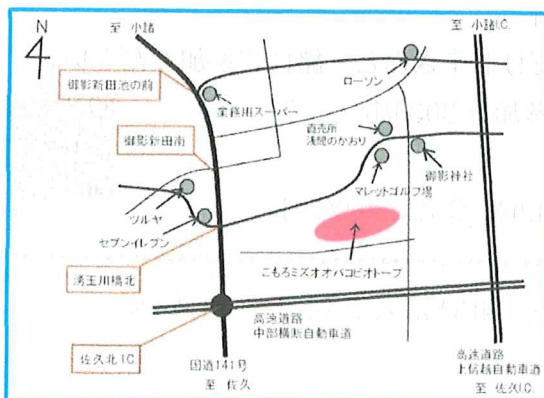 N
至 小諸
至 小諸I.C.
御影新田池の前
業務用スーパー
ローソン
直売所
浅間のかおり
御影新田南
御影神社
マレットゴルフ場
ツルヤ
セブンイレブン
こもろミズオオバコビオトープ
湧玉川橋北
高速道路
中部横断自動車道
佐久北I.C.
国道141号
至 佐久
高速道路
上信越自動車道
至 佐久I.C.